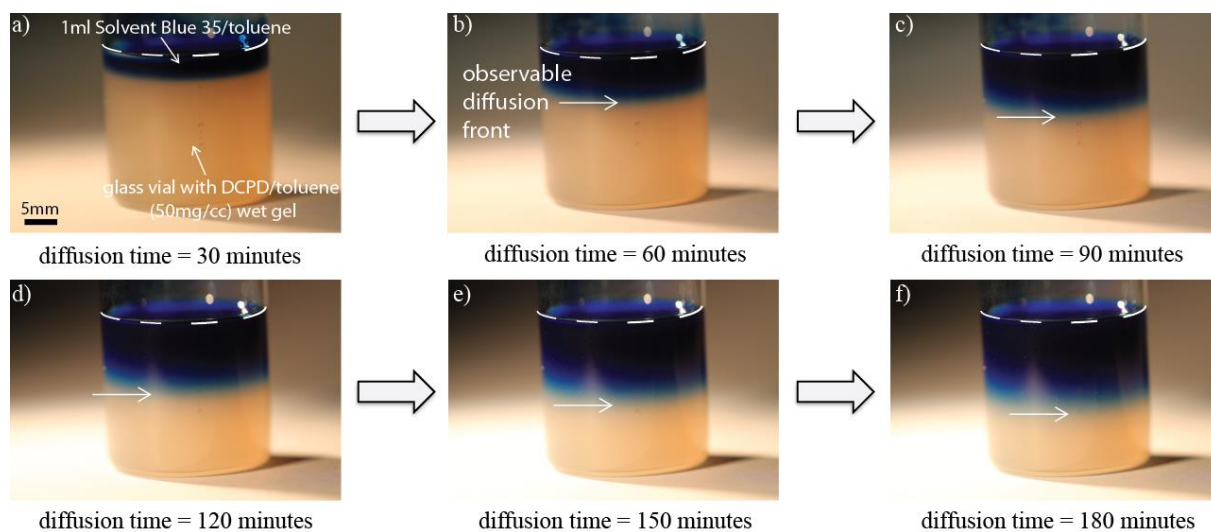 a)
1ml Solvent Blue 35/toluene
glass vial with DCPD/toluene
(50mg/cc) wet gel
5mm
diffusion time = 30 minutes
b)
observable
diffusion
front
diffusion time = 60 minutes
c)
diffusion time = 90 minutes
d)
diffusion time = 120 minutes
e)
diffusion time = 150 minutes
f)
diffusion time = 180 minutes